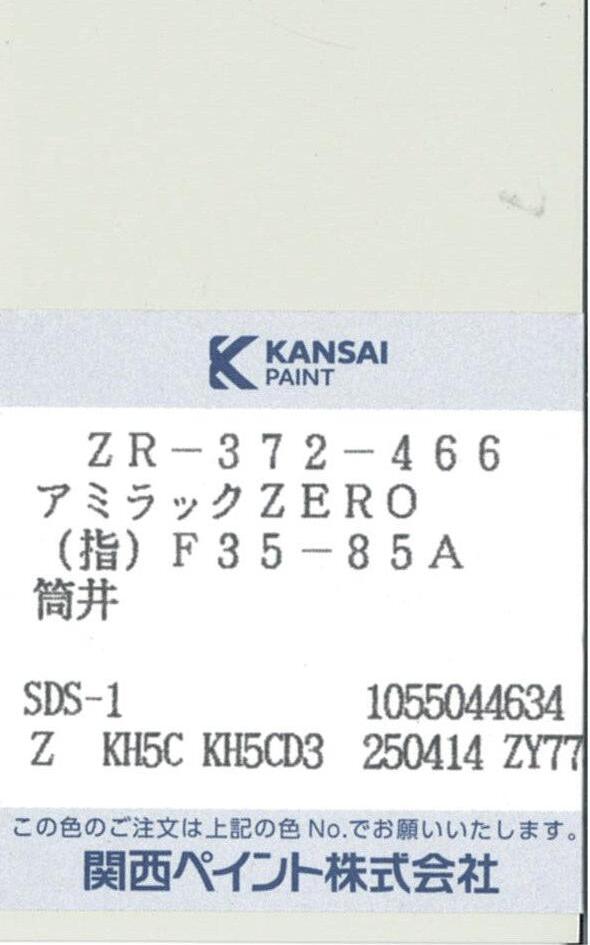 KANSAI
PAINT
ZR-372-466
アミラックZERO
(指)F35-85A
筒井
SDS-1 1055044634
Z KH5C KH5CD3 250414 ZY77
この色のご注文は上記の色No.でお願いいたします。
関西ペイント株式会社